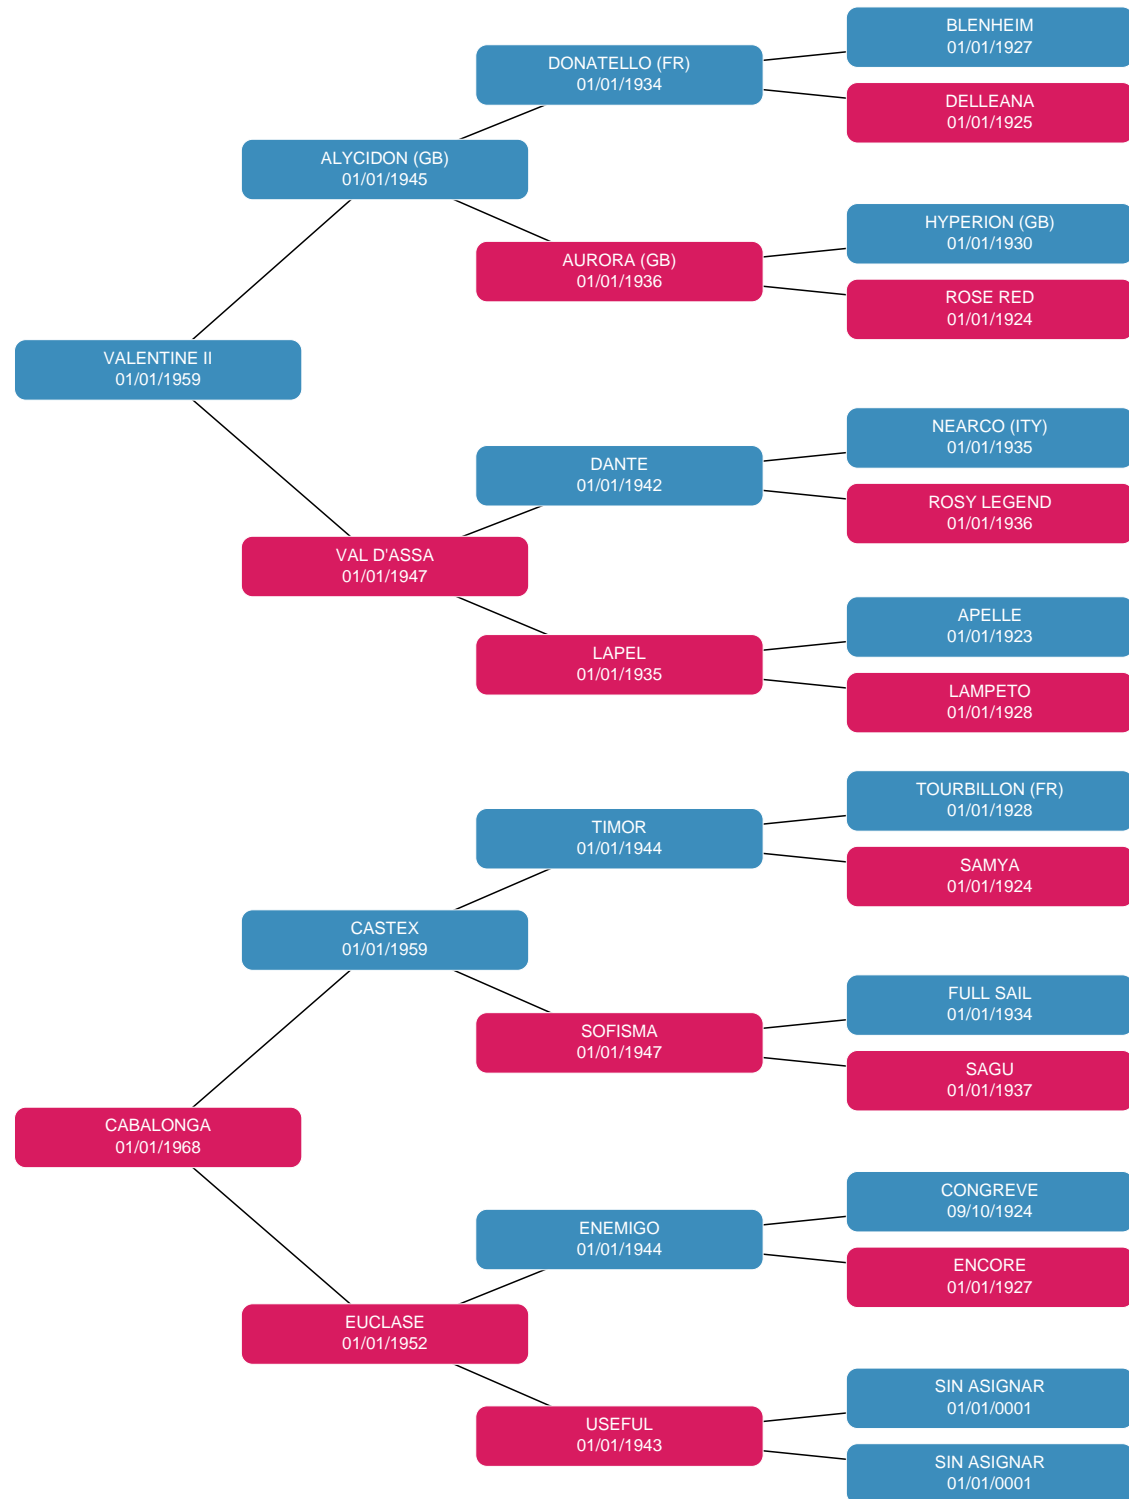 BLENHEIM
01/01/1927
DONATELLO (FR)
01/01/1934
DELLEANA
01/01/1925
ALYCIDON (GB)
01/01/1945
HYPERION (GB)
01/01/1930
AURORA (GB)
01/01/1936
ROSE RED
01/01/1924
VALENTINE II
01/01/1959
NEARCO (ITY)
01/01/1935
DANTE
01/01/1942
ROSY LEGEND
01/01/1936
VAL D'ASSA
01/01/1947
APELLE
01/01/1923
LAPEL
01/01/1935
LAMPETO
01/01/1928
TOURBILLON (FR)
01/01/1928
TIMOR
01/01/1944
SAMYA
01/01/1924
CASTEX
01/01/1959
FULL SAIL
01/01/1934
SOFISMA
01/01/1947
SAGU
01/01/1937
CABALONGA
01/01/1968
CONGREVE
09/10/1924
ENEMIGO
01/01/1944
ENCORE
01/01/1927
EUCLASE
01/01/1952
SIN ASIGNAR
01/01/0001
USEFUL
01/01/1943
SIN ASIGNAR
01/01/0001